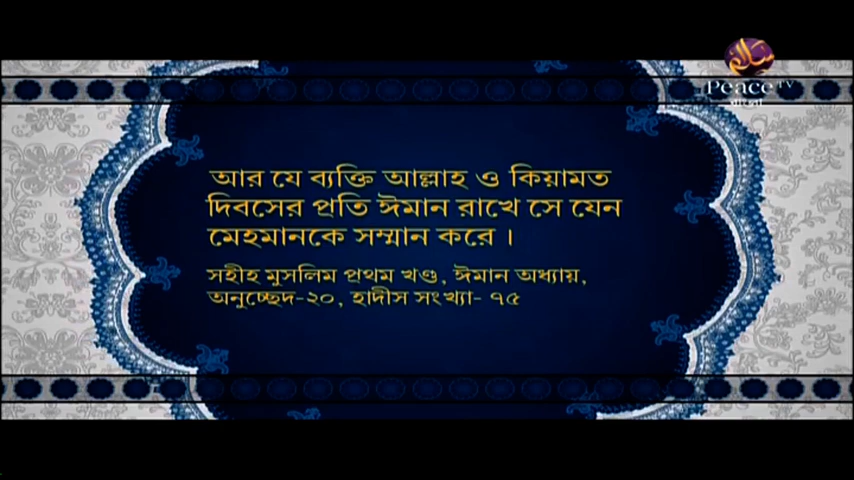 سلام
Peace TV
বাংলা
আর যে ব্যক্তি আল্লাহ ও কিয়ামত
দিবসের প্রতি ঈমান রাখে সে যেন
মেহমানকে সম্মান করে ।
সহীহ মুসলিম প্রথম খণ্ড, ঈমান অধ্যায়,
অনুচ্ছেদ-২০, হাদীস সংখ্যা- ৭৫